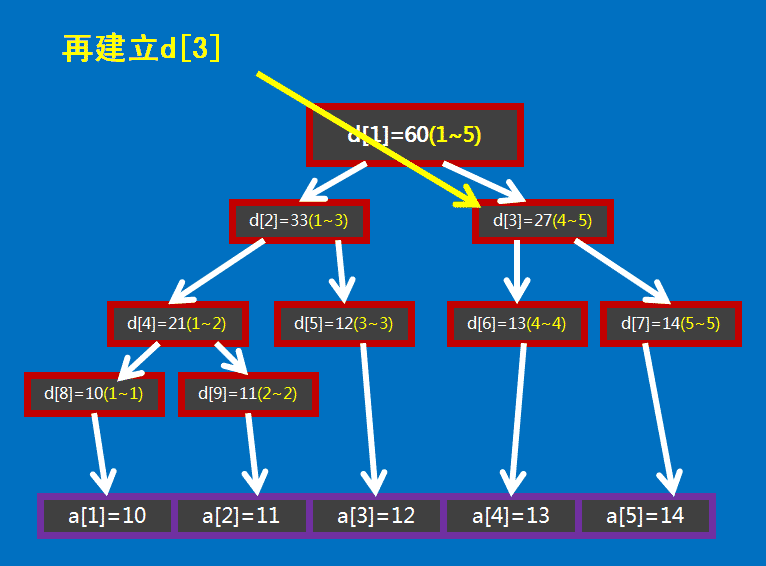 再建立d[3]
d[1]=60(1~5)
d[2]=33(1~3)
d[3]=27(4~5)
d[4]=21(1~2)
d[5]=12(3~3)
d[6]=13(4~4)
d[7]=14(5~5)
d[8]=10(1~1)
d[9]=11(2~2)
a[1]=10
a[2]=11
a[3]=12
a[4]=13
a[5]=14